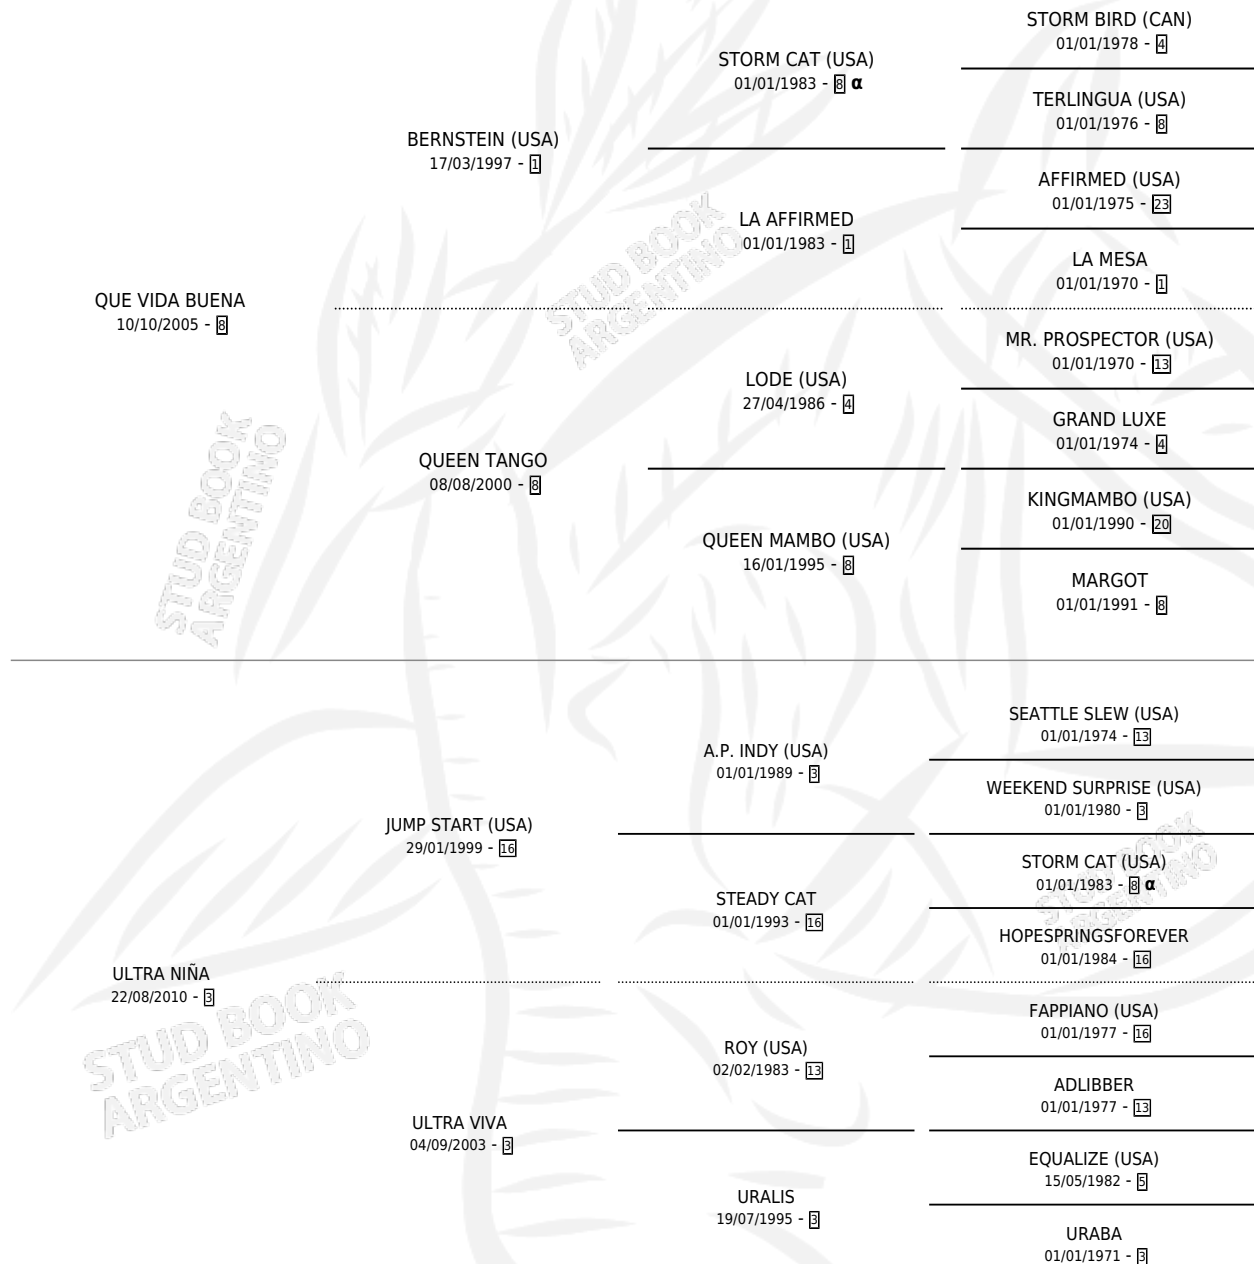 STORM BIRD (CAN)
01/01/1978 - 4
STORM CAT (USA)
01/01/1983 - 8 α
TERLINGUA (USA)
01/01/1976 - 8
BERNSTEIN (USA)
17/03/1997 - 1
AFFIRMED (USA)
01/01/1975 - 23
LA AFFIRMED
01/01/1983 - 1
LA MESA
01/01/1970 - 1
QUE VIDA BUENA
10/10/2005 - 8
MR. PROSPECTOR (USA)
01/01/1970 - 13
LODE (USA)
27/04/1986 - 4
GRAND LUXE
01/01/1974 - 4
QUEEN TANGO
08/08/2000 - 8
KINGMAMBO (USA)
01/01/1990 - 20
QUEEN MAMBO (USA)
16/01/1995 - 8
MARGOT
01/01/1991 - 8
STUD BOOK
ARGENTINO
STUD BOOK
ARGENTINO
SEATTLE SLEW (USA)
01/01/1974 - 13
A.P. INDY (USA)
01/01/1989 - 3
WEEKEND SURPRISE (USA)
01/01/1980 - 3
JUMP START (USA)
29/01/1999 - 16
STORM CAT (USA)
01/01/1983 - 8 α
STEADY CAT
01/01/1993 - 16
HOPESPRINGSFOREVER
01/01/1984 - 16
ULTRA NIÑA
22/08/2010 - 3
FAPPIANO (USA)
01/01/1977 - 16
ROY (USA)
02/02/1983 - 13
ADLIBBER
01/01/1977 - 13
ULTRA VIVA
04/09/2003 - 3
EQUALIZE (USA)
15/05/1982 - 5
URALIS
19/07/1995 - 3
URABA
01/01/1971 - 3
STUD BOOK
ARGENTINO
STUD BOOK
ARGENTINO